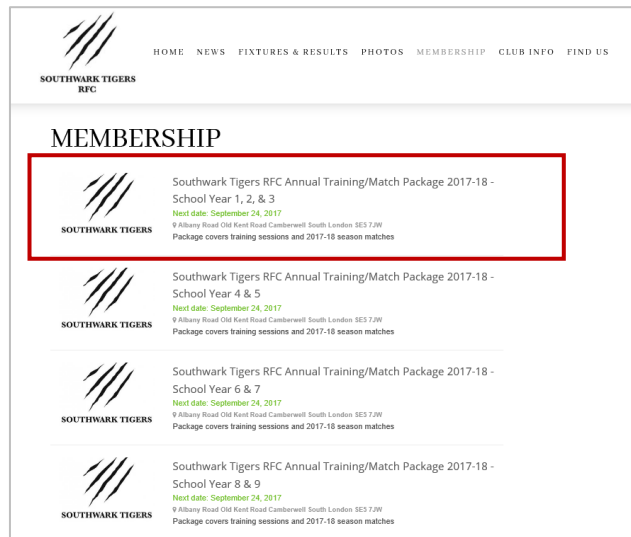 HOME NEWS FIXTURES & RESULTS PHOTOS MEMBERSHIP CLUB INFO FIND US
SOUTHWARK TIGERS
RFC
MEMBERSHIP
Southwark Tigers RFC Annual Training/Match Package 2017-18 -
School Year 1, 2, & 3
Next date: September 24, 2017
Albany Road Old Kent Road Camberwell South London SE5 7JW
Package covers training sessions and 2017-18 season matches
SOUTHWARK TIGERS
Southwark Tigers RFC Annual Training/Match Package 2017-18 -
School Year 4 & 5
Next date: September 24, 2017
Albany Road Old Kent Road Camberwell South London SE5 7JW
Package covers training sessions and 2017-18 season matches
SOUTHWARK TIGERS
Southwark Tigers RFC Annual Training/Match Package 2017-18 -
School Year 6 & 7
Next date: September 24, 2017
Albany Road Old Kent Road Camberwell South London SE5 7JW
Package covers training sessions and 2017-18 season matches
SOUTHWARK TIGERS
Southwark Tigers RFC Annual Training/Match Package 2017-18 -
School Year 8 & 9
Next date: September 24, 2017
Albany Road Old Kent Road Camberwell South London SE5 7JW
Package covers training sessions and 2017-18 season matches
SOUTHWARK TIGERS